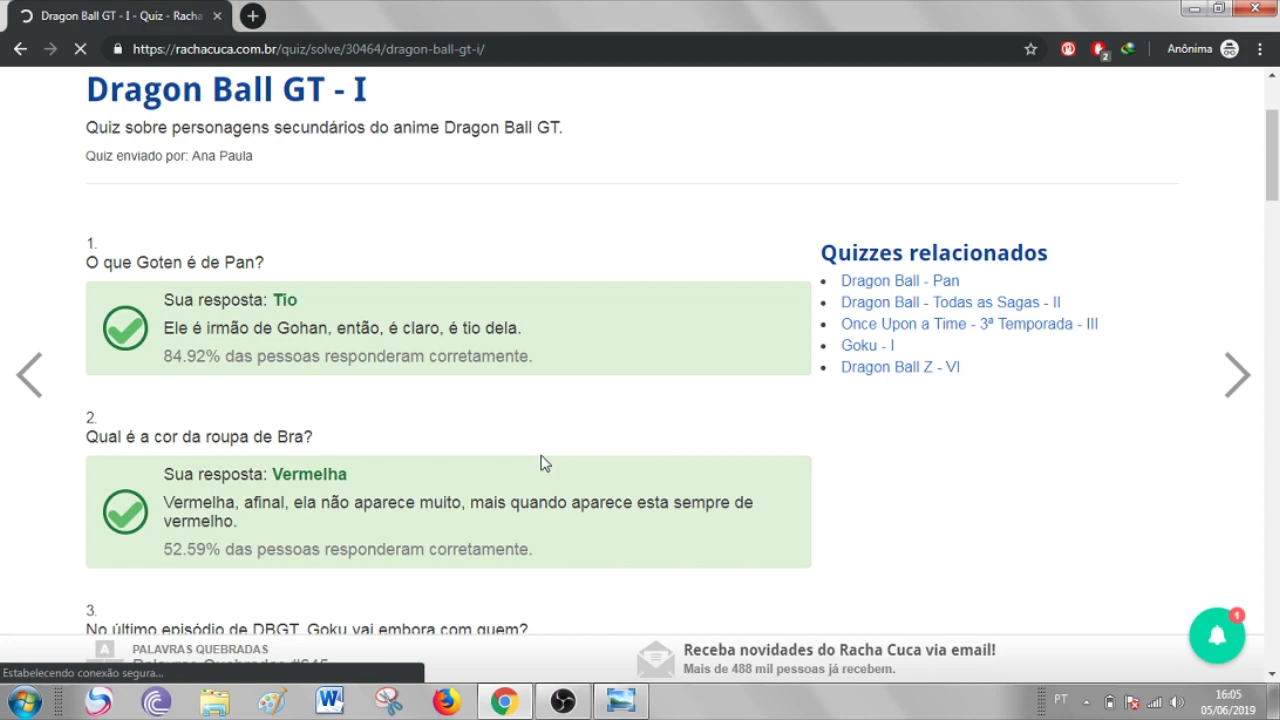 Dragon Ball GT - I - Quiz - Racha
https://rachacuca.com.br/quiz/solve/30464/dragon-ball-gt-i/
2
Anônima
Dragon Ball GT - I
Quiz sobre personagens secundários do anime Dragon Ball GT.
Quiz enviado por: Ana Paula
1.
O que Goten é de Pan?
Sua resposta: Tio
Ele é irmão de Gohan, então, é claro, é tio dela.
84.92% das pessoas responderam corretamente.
2.
Qual é a cor da roupa de Bra?
Sua resposta: Vermelha
Vermelha, afinal, ela não aparece muito, mais quando aparece esta sempre de
vermelho.
52.59% das pessoas responderam corretamente.
3.
No último episódio de DBGT, Goku vai embora com quem?
Quizzes relacionados
Dragon Ball - Pan
Dragon Ball - Todas as Sagas - II
Once Upon a Time - 3ª Temporada - III
Goku - I
Dragon Ball Z - VI
1
A
PALAVRAS QUEBRADAS
Receba novidades do Racha Cuca via email!
Mais de 488 mil pessoas já recebem.
Estabelecendo conexão segura...
W
PT
16:05
05/06/2019